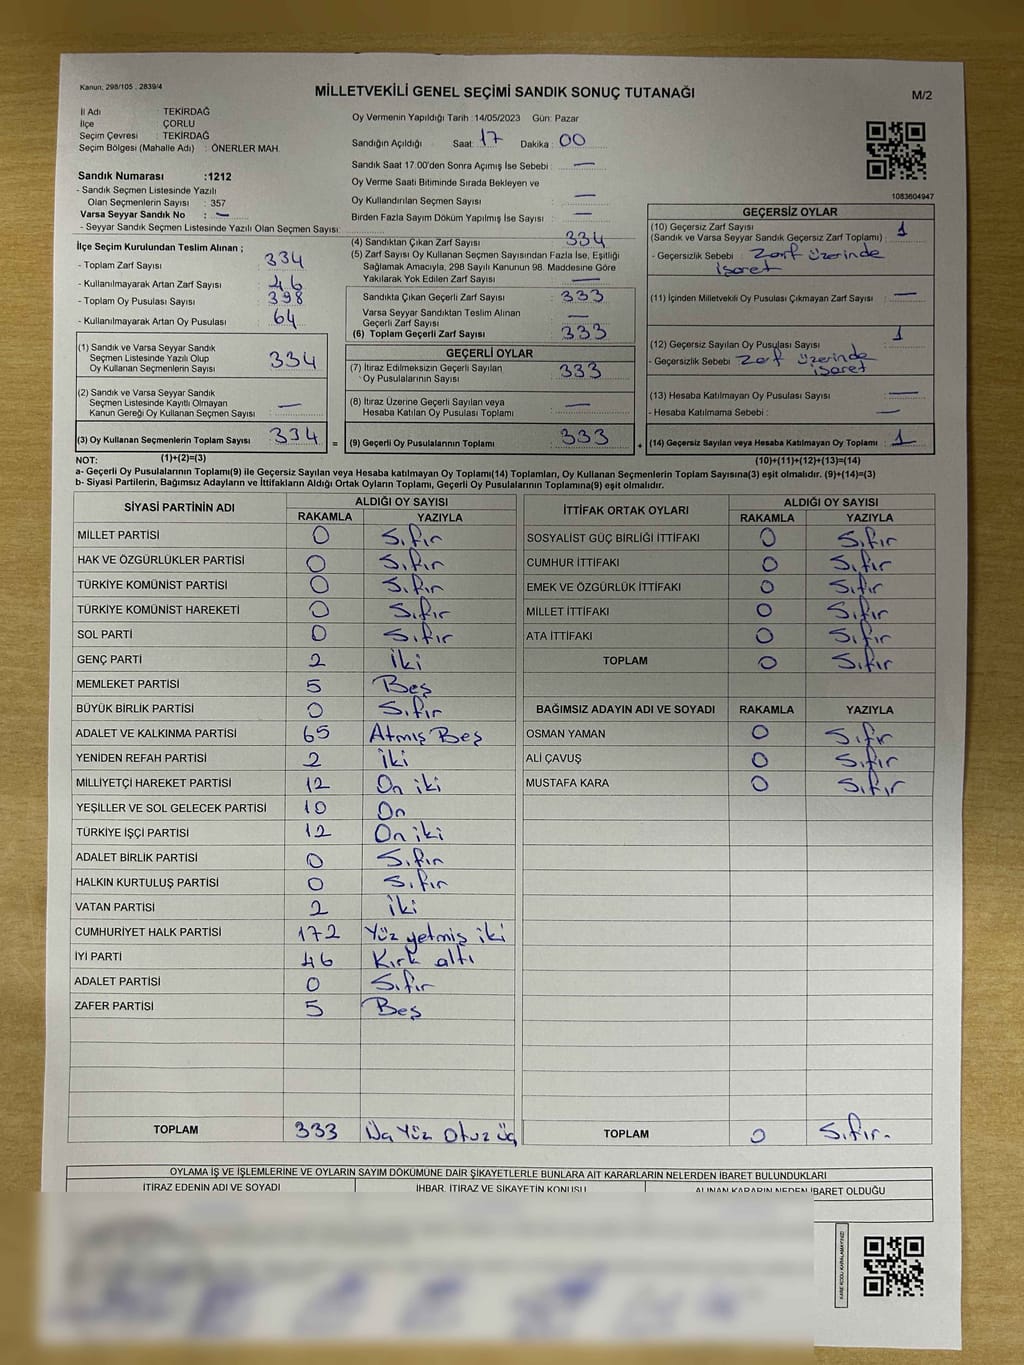 Kanun, 298/105 , 2839/4
MİLLETVEKİLİ GENEL SEÇİMİ SANDIK SONUÇ TUTANAĞI
M/2
İl Adı TEKİRDAĞ
İlçe ÇORLU
Seçim Çevresi : TEKİRDAĞ
Seçim Bölgesi (Mahalle Adı) : ÖNERLER MAH.
Oy Vermenin Yapıldığı Tarih :14/05/2023 Gün: Pazar
Sandığın Açıldığı Saat: 17 Dakika : 00
Sandık Saat 17:00'den Sonra Açımış İse Sebebi : —
Oy Verme Saati Bitiminde Sırada Bekleyen ve
Oy Kullandırılan Seçmen Sayısı : —
Birden Fazla Sayım Döküm Yapılmış İse Sayısı : —
1083604947
Sandık Numarası :1212
- Sandık Seçmen Listesinde Yazılı
Olan Seçmenlerin Sayısı : 357
Varsa Seyyar Sandık No : —
- Seyyar Sandık Seçmen Listesinde Yazılı Olan Seçmen Sayısı:
İlçe Seçim Kurulundan Teslim Alınan ;
- Toplam Zarf Sayısı : 334
- Kullanılmayarak Artan Zarf Sayısı : 46
- Toplam Oy Pusulası Sayısı : 398
- Kullanılmayarak Artan Oy Pusulası : 64
(1) Sandık ve Varsa Seyyar Sandık
Seçmen Listesinde Yazılı Olup
Oy Kullanan Seçmenlerin Sayısı : 334
(2) Sandık ve Varsa Seyyar Sandık
Seçmen Listesinde Kayıtlı Olmayan
Kanun Gereği Oy Kullanan Seçmen Sayısı : —
(3) Oy Kullanan Seçmenlerin Toplam Sayısı : 334 =
(1)+(2)=(3)
(4) Sandıktan Çıkan Zarf Sayısı : 334
(5) Zarf Sayısı Oy Kullanan Seçmen Sayısından Fazla İse, Eşitliği
Sağlamak Amacıyla, 298 Sayılı Kanunun 98. Maddesine Göre
Yakılarak Yok Edilen Zarf Sayısı : —
Sandıkta Çıkan Geçerli Zarf Sayısı : 333
Varsa Seyyar Sandıktan Teslim Alınan
Geçerli Zarf Sayısı : —
(6) Toplam Geçerli Zarf Sayısı : 333
GEÇERLİ OYLAR
(7) İtiraz Edilmeksizin Geçerli Sayılan
Oy Pusulalarının Sayısı : 333
(8) İtiraz Üzerine Geçerli Sayılan veya
Hesaba Katılan Oy Pusulası Toplamı : —
(9) Geçerli Oy Pusulalarının Toplamı : 333 +
GEÇERSİZ OYLAR
(10) Geçersiz Zarf Sayısı
(Sandık ve Varsa Seyyar Sandık Geçersiz Zarf Toplamı) : 1
- Geçersizlik Sebebi : Zarf üzerinde
işaret
(11) İçinden Milletvekili Oy Pusulası Çıkmayan Zarf Sayısı : —
(12) Geçersiz Sayılan Oy Pusulası Sayısı : 1
- Geçersizlik Sebebi : Zarf üzerinde
işaret
(13) Hesaba Katılmayan Oy Pusulası Sayısı : —
- Hesaba Katılmama Sebebi : —
(14) Geçersiz Sayılan veya Hesaba Katılmayan Oy Toplamı : 1
(10)+(11)+(12)+(13)=(14)
NOT:
a- Geçerli Oy Pusulalarının Toplamı(9) ile Geçersiz Sayılan veya Hesaba katılmayan Oy Toplamı(14) Toplamları, Oy Kullanan Seçmenlerin Toplam Sayısına(3) eşit olmalıdır. (9)+(14)=(3)
b- Siyasi Partilerin, Bağımsız Adayların ve İttifakların Aldığı Ortak Oyların Toplamı, Geçerli Oy Pusulalarının Toplamına(9) eşit olmalıdır.
SİYASİ PARTİNİN ADI ALDIĞI OY SAYISI
RAKAMLA YAZIYLA
MİLLET PARTİSİ 0 Sıfır
HAK VE ÖZGÜRLÜKLER PARTİSİ 0 Sıfır
TÜRKİYE KOMÜNİST PARTİSİ 0 Sıfır
TÜRKİYE KOMÜNİST HAREKETİ 0 Sıfır
SOL PARTİ 0 Sıfır
GENÇ PARTİ 2 İki
MEMLEKET PARTİSİ 5 Beş
BÜYÜK BİRLİK PARTİSİ 0 Sıfır
ADALET VE KALKINMA PARTİSİ 65 Atmış Beş
YENİDEN REFAH PARTİSİ 2 İki
MİLLİYETÇİ HAREKET PARTİSİ 12 On iki
YEŞİLLER VE SOL GELECEK PARTİSİ 10 On
TÜRKİYE İŞÇİ PARTİSİ 12 On iki
ADALET BİRLİK PARTİSİ 0 Sıfır
HALKIN KURTULUŞ PARTİSİ 0 Sıfır
VATAN PARTİSİ 2 İki
CUMHURİYET HALK PARTİSİ 172 Yüz yetmiş iki
İYİ PARTİ 46 Kırk altı
ADALET PARTİSİ 0 Sıfır
ZAFER PARTİSİ 5 Beş
TOPLAM 333 Üç Yüz Otuz üç
İTTİFAK ORTAK OYLARI ALDIĞI OY SAYISI
RAKAMLA YAZIYLA
SOSYALİST GÜÇ BİRLİĞİ İTTİFAKI 0 Sıfır
CUMHUR İTTİFAKI 0 Sıfır
EMEK VE ÖZGÜRLÜK İTTİFAKI 0 Sıfır
MİLLET İTTİFAKI 0 Sıfır
ATA İTTİFAKI 0 Sıfır
TOPLAM 0 Sıfır
BAĞIMSIZ ADAYIN ADI VE SOYADI RAKAMLA YAZIYLA
OSMAN YAMAN 0 Sıfır
ALİ ÇAVUŞ 0 Sıfır
MUSTAFA KARA 0 Sıfır
TOPLAM 0 Sıfır.
OYLAMA İŞ VE İŞLEMLERİNE VE OYLARIN SAYIM DÖKÜMÜNE DAİR ŞİKAYETLERLE BUNLARA AİT KARARLARIN NELERDEN İBARET BULUNDUKLARI
İTİRAZ EDENİN ADI VE SOYADI İHBAR, İTİRAZ VE ŞİKAYETİN KONUSU ALINAN KARARIN NEDEN İBARET OLDUĞU
KARE KODU KARALAMAYINIZ!